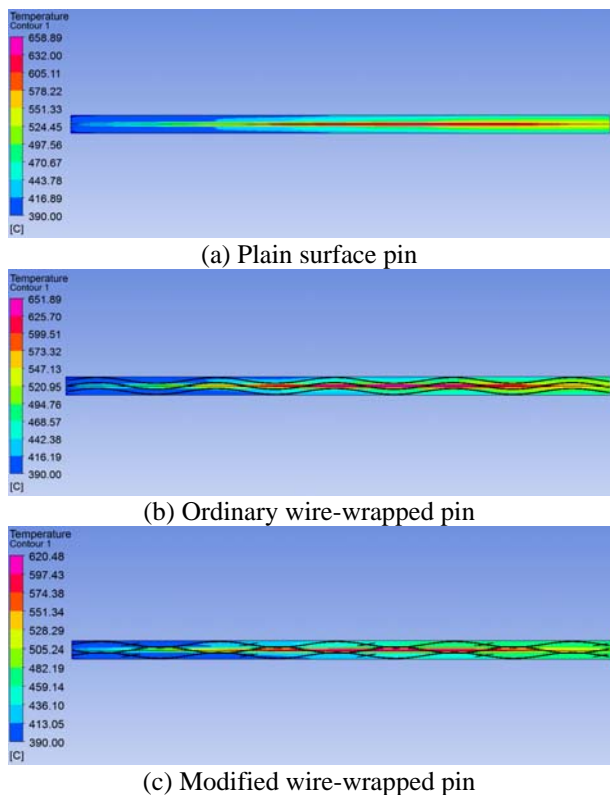 Temperature
Contour 1
658.89
632.00
605.11
578.22
551.33
524.45
497.56
470.67
443.78
416.89
390.00
[C]
(a) Plain surface pin
Temperature
Contour 1
651.89
625.70
599.51
573.32
547.13
520.95
494.76
468.57
442.38
416.19
390.00
[C]
(b) Ordinary wire-wrapped pin
Temperature
Contour 1
620.48
597.43
574.38
551.34
528.29
505.24
482.19
459.14
436.10
413.05
390.00
[C]
(c) Modified wire-wrapped pin